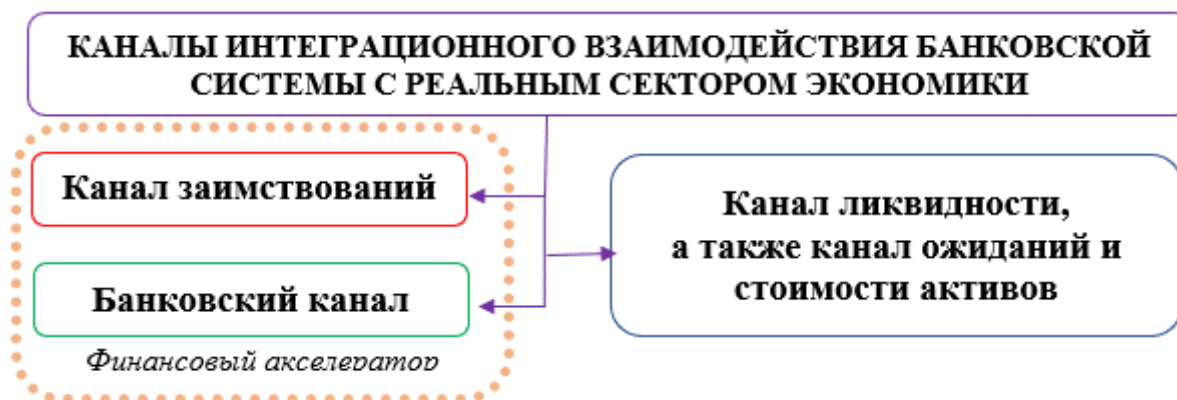 КАНАЛЫ ИНТЕГРАЦИОННОГО ВЗАИМОДЕЙСТВИЯ БАНКОВСКОЙ
СИСТЕМЫ С РЕАЛЬНЫМ СЕКТОРОМ ЭКОНОМИКИ
Канал заимствований
Банковский канал
Финансовый акселератор
Канал ликвидности,
а также канал ожиданий и
стоимости активов